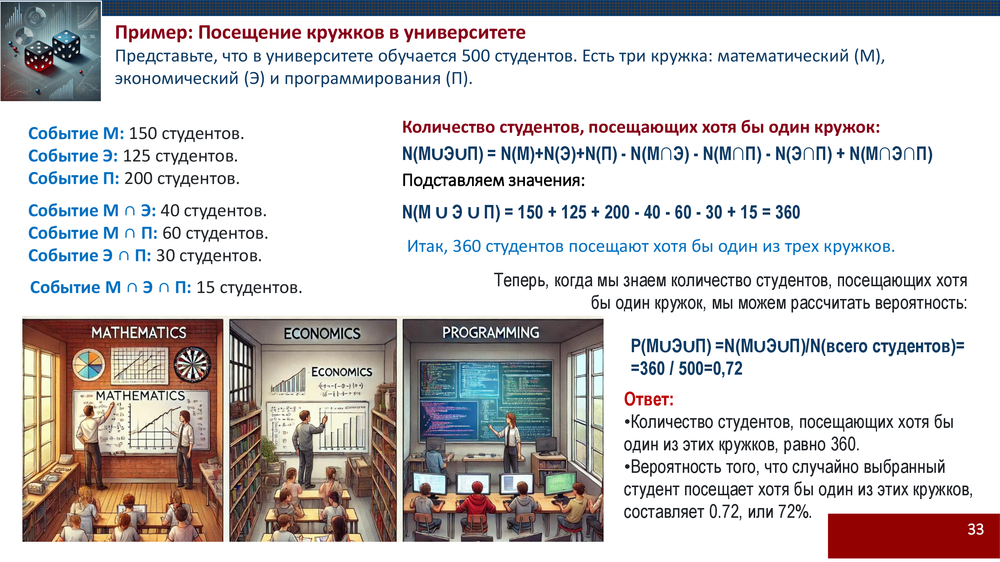 Пример: Посещение кружков в университете
Представьте, что в университете обучается 500 студентов. Есть три кружка: математический (М),
экономический (Э) и программирования (П).
Событие М: 150 студентов.
Событие Э: 125 студентов.
Событие П: 200 студентов.
Событие М ∩ Э: 40 студентов.
Событие М ∩ П: 60 студентов.
Событие Э ∩ П: 30 студентов.
Событие М ∩ Э ∩ П: 15 студентов.
Количество студентов, посещающих хотя бы один кружок:
N(M∪Э∪П) = N(M)+N(Э)+N(П) - N(M∩Э) - N(M∩П) - N(Э∩П) + N(M∩Э∩П)
Подставляем значения:
N(M ∪ Э ∪ П) = 150 + 125 + 200 - 40 - 60 - 30 + 15 = 360
Итак, 360 студентов посещают хотя бы один из трех кружков.
Теперь, когда мы знаем количество студентов, посещающих хотя
бы один кружок, мы можем рассчитать вероятность:
P(M∪Э∪П) =N(M∪Э∪П)/N(всего студентов)=
=360 / 500=0,72
Ответ:
•Количество студентов, посещающих хотя бы
один из этих кружков, равно 360.
•Вероятность того, что случайно выбранный
студент посещает хотя бы один из этих кружков,
составляет 0.72, или 72%.
MATHEMATICS
MATHEMATICS
ECONOMICS
ECONOMICS
PROGRAMMING
33